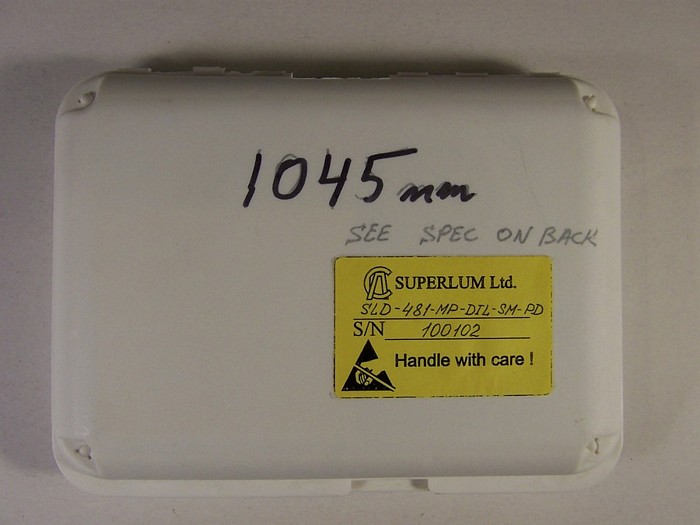 1045 nm
SEE SPEC ON BACK
SUPERLUM Ltd.
SLD-481-MP-DIL-SM-PD
S/N 100102
Handle with care !